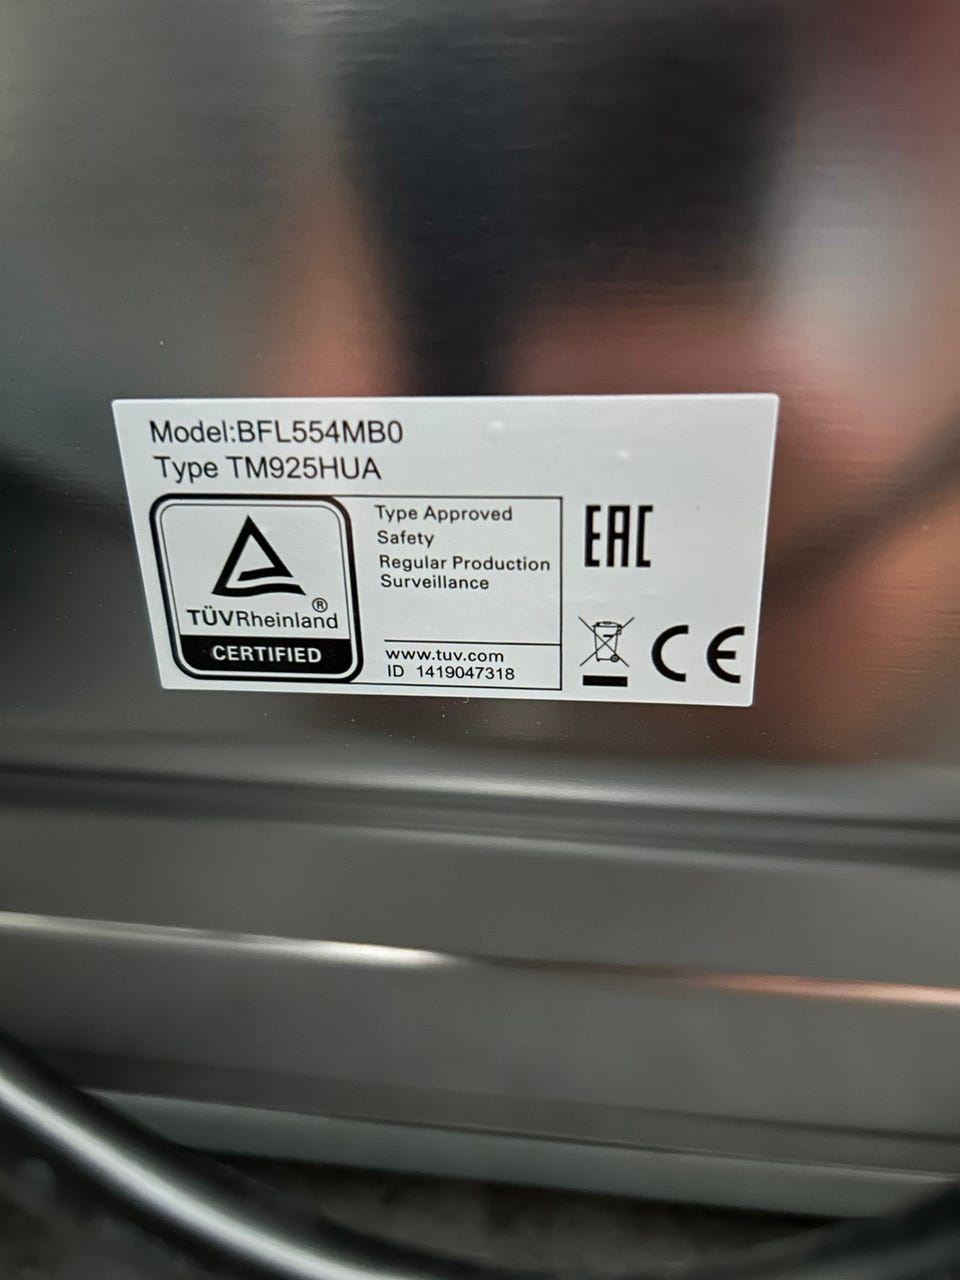 Model:BFL554MB0
Type TM925HUA
TÜVRheinland®
CERTIFIED
Type Approved
Safety
Regular Production
Surveillance
www.tuv.com
ID 1419047318
EAC
CE